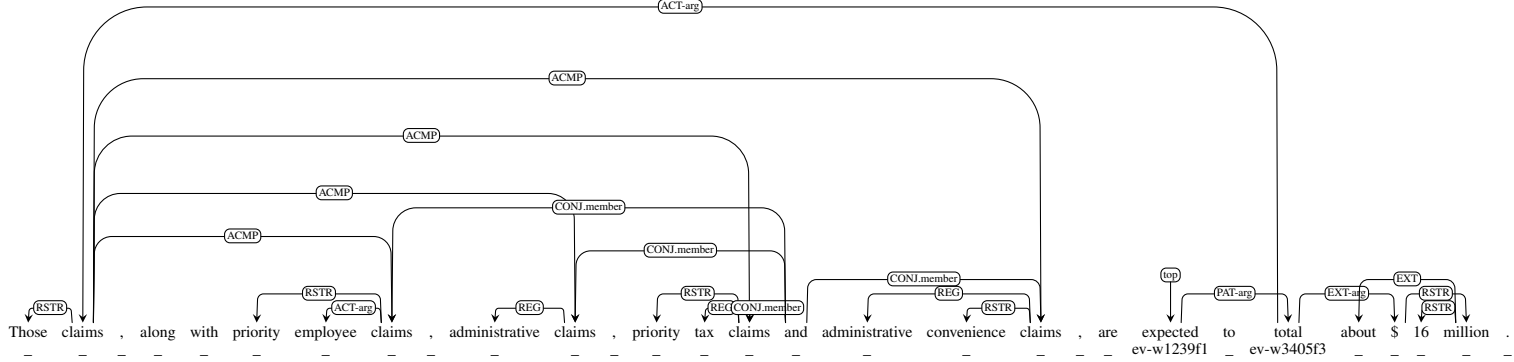 ACT-arg
ACMP
ACMP
ACMP
CONJ.member
ACMP
CONJ.member
top
CONJ.member
EXT
RSTR
RSTR
ACT-arg
REG
RSTR
REG
CONJ.member
REG
RSTR
PAT-arg
EXT-arg
RSTR
RSTR
Those claims , along with priority employee claims , administrative claims , priority tax claims and administrative convenience claims , are expected to total about $ 16 million .
_ _ _ _ _ _ _ _ _ _ _ _ _ _ _ _ _ _ _ _ _ ev-w1239f1 _ ev-w3405f3 _ _ _ _ _